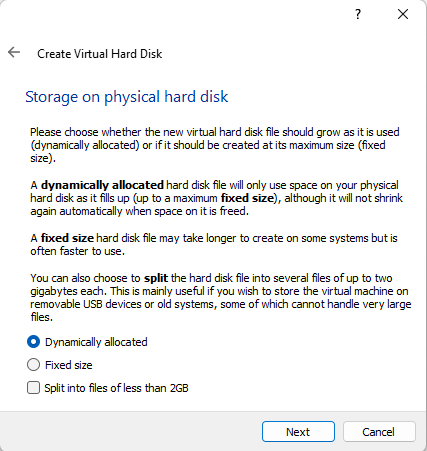 ?
Create Virtual Hard Disk
Storage on physical hard disk
Please choose whether the new virtual hard disk file should grow as it is used
(dynamically allocated) or if it should be created at its maximum size (fixed
size).
A dynamically allocated hard disk file will only use space on your physical
hard disk as it fills up (up to a maximum fixed size), although it will not shrink
again automatically when space on it is freed.
A fixed size hard disk file may take longer to create on some systems but is
often faster to use.
You can also choose to split the hard disk file into several files of up to two
gigabytes each. This is mainly useful if you wish to store the virtual machine on
removable USB devices or old systems, some of which cannot handle very large
files.
Dynamically allocated
Fixed size
Split into files of less than 2GB
Next
Cancel